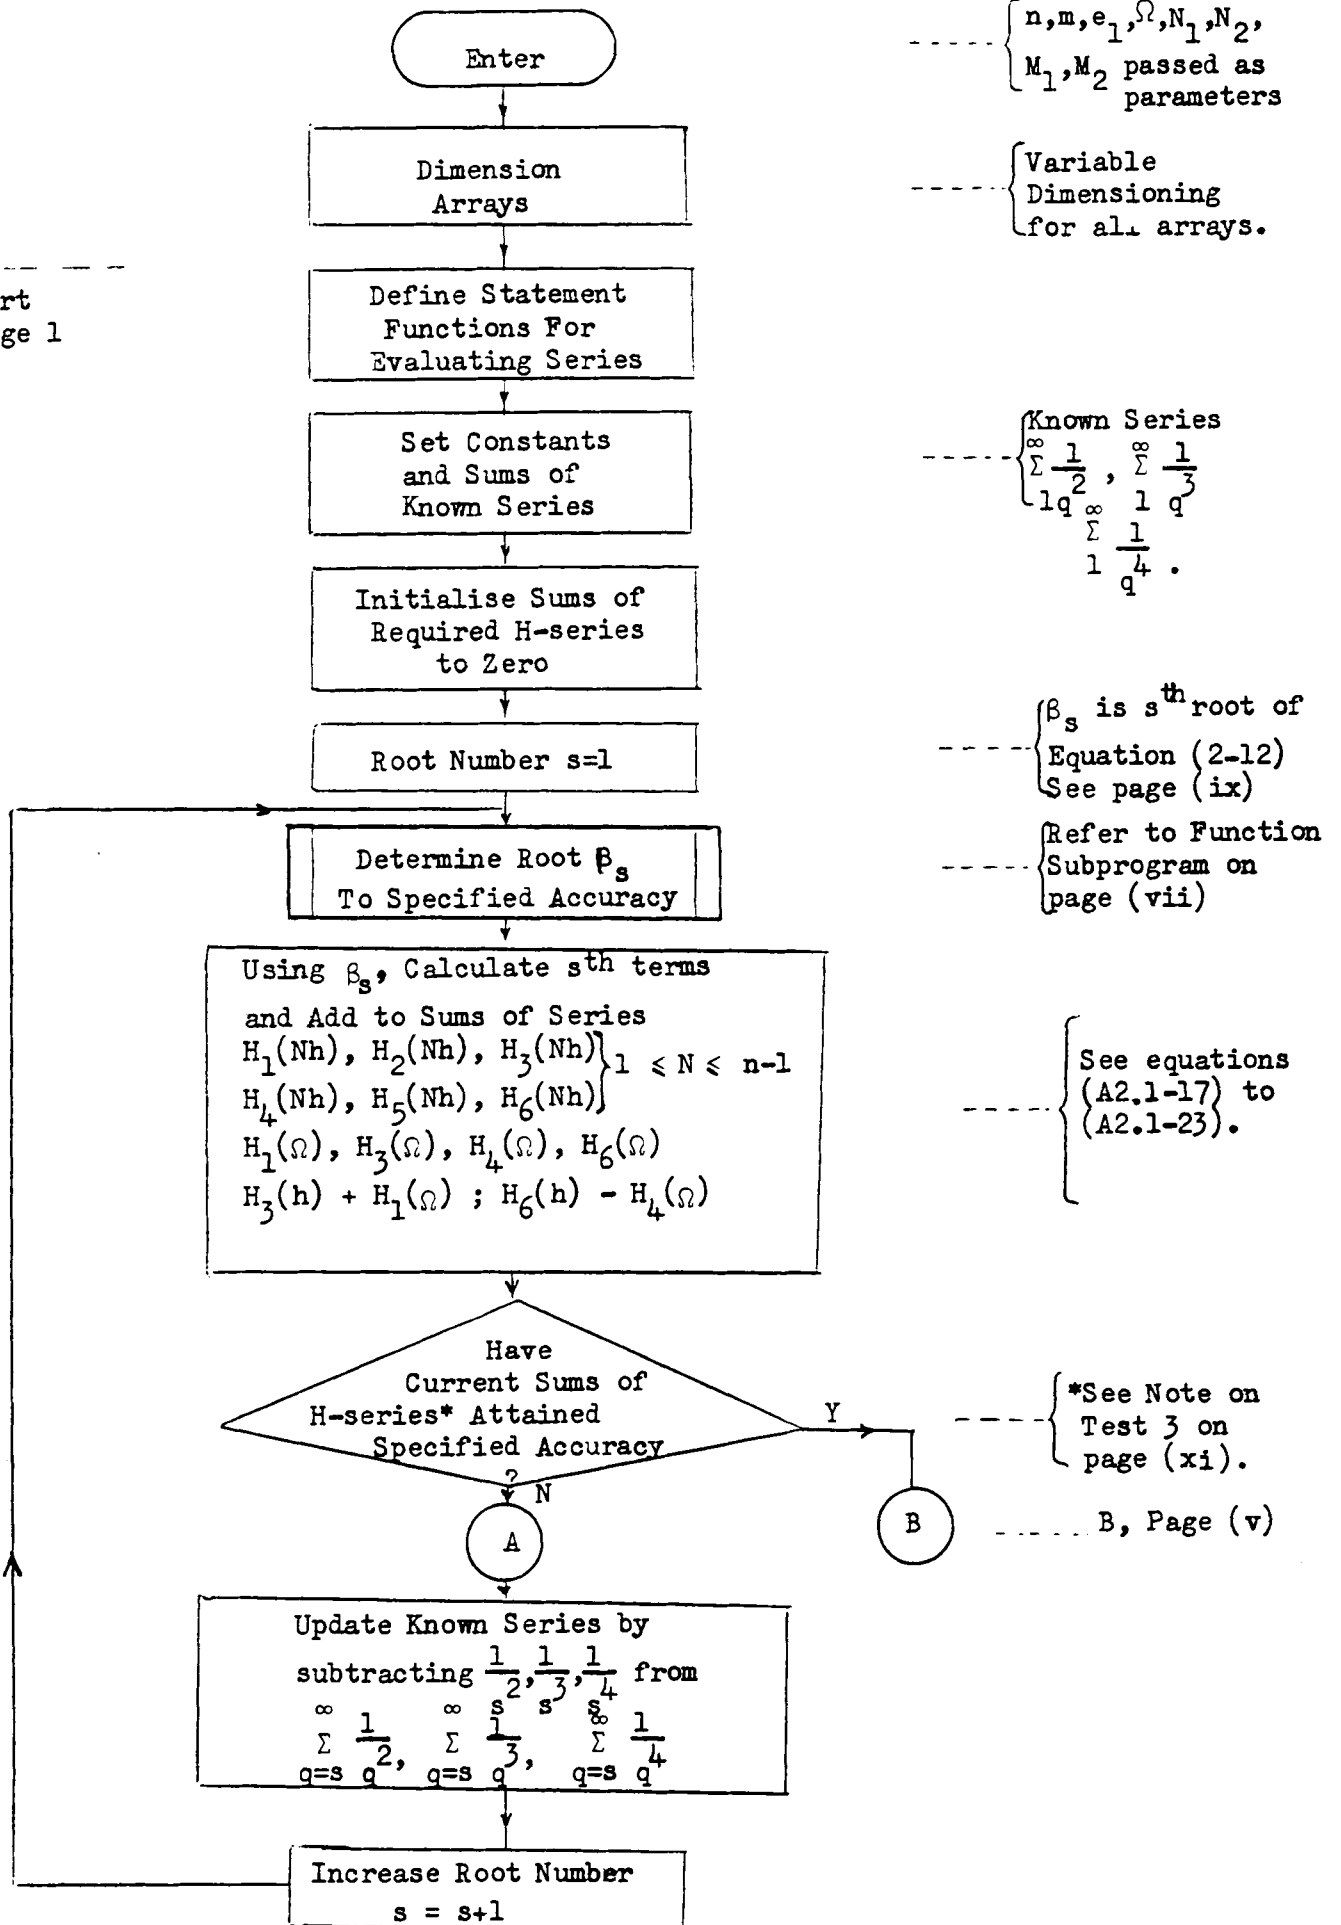 Enter
n,m,e₁,Ω,N₁,N₂,
M₁,M₂ passed as
parameters
Dimension
Arrays
Variable
Dimensioning
for all arrays.
rt
ge 1
Define Statement
Functions For
Evaluating Series
Set Constants
and Sums of
Known Series
Known Series
∞ Σ 1 1/q² , ∞ Σ 1 1/q³
∞ Σ 1 1/q⁴ .
Initialise Sums of
Required H-series
to Zero
Root Number s=1
βₛ is sᵗʰ root of
Equation (2-12)
See page (ix)
Determine Root βₛ
To Specified Accuracy
Refer to Function
Subprogram on
page (vii)
Using βₛ, Calculate sᵗʰ terms
and Add to Sums of Series
H₁(Nh), H₂(Nh), H₃(Nh)
H₄(Nh), H₅(Nh), H₆(Nh)} 1 ≤ N ≤ n-1
H₁(Ω), H₃(Ω), H₄(Ω), H₆(Ω)
H₃(h) + H₁(Ω) ; H₆(h) - H₄(Ω)
See equations
(A2.1-17) to
(A2.1-23).
Have
Current Sums of
H-series* Attained
Specified Accuracy
?
Y
N
*See Note on
Test 3 on
page (xi).
A
B
B, Page (v)
Update Known Series by
subtracting 1/s²,1/s³,1/s⁴ from
∞ Σ q=s 1/q², ∞ Σ q=s 1/q³, ∞ Σ q=s 1/q⁴
Increase Root Number
s = s+1